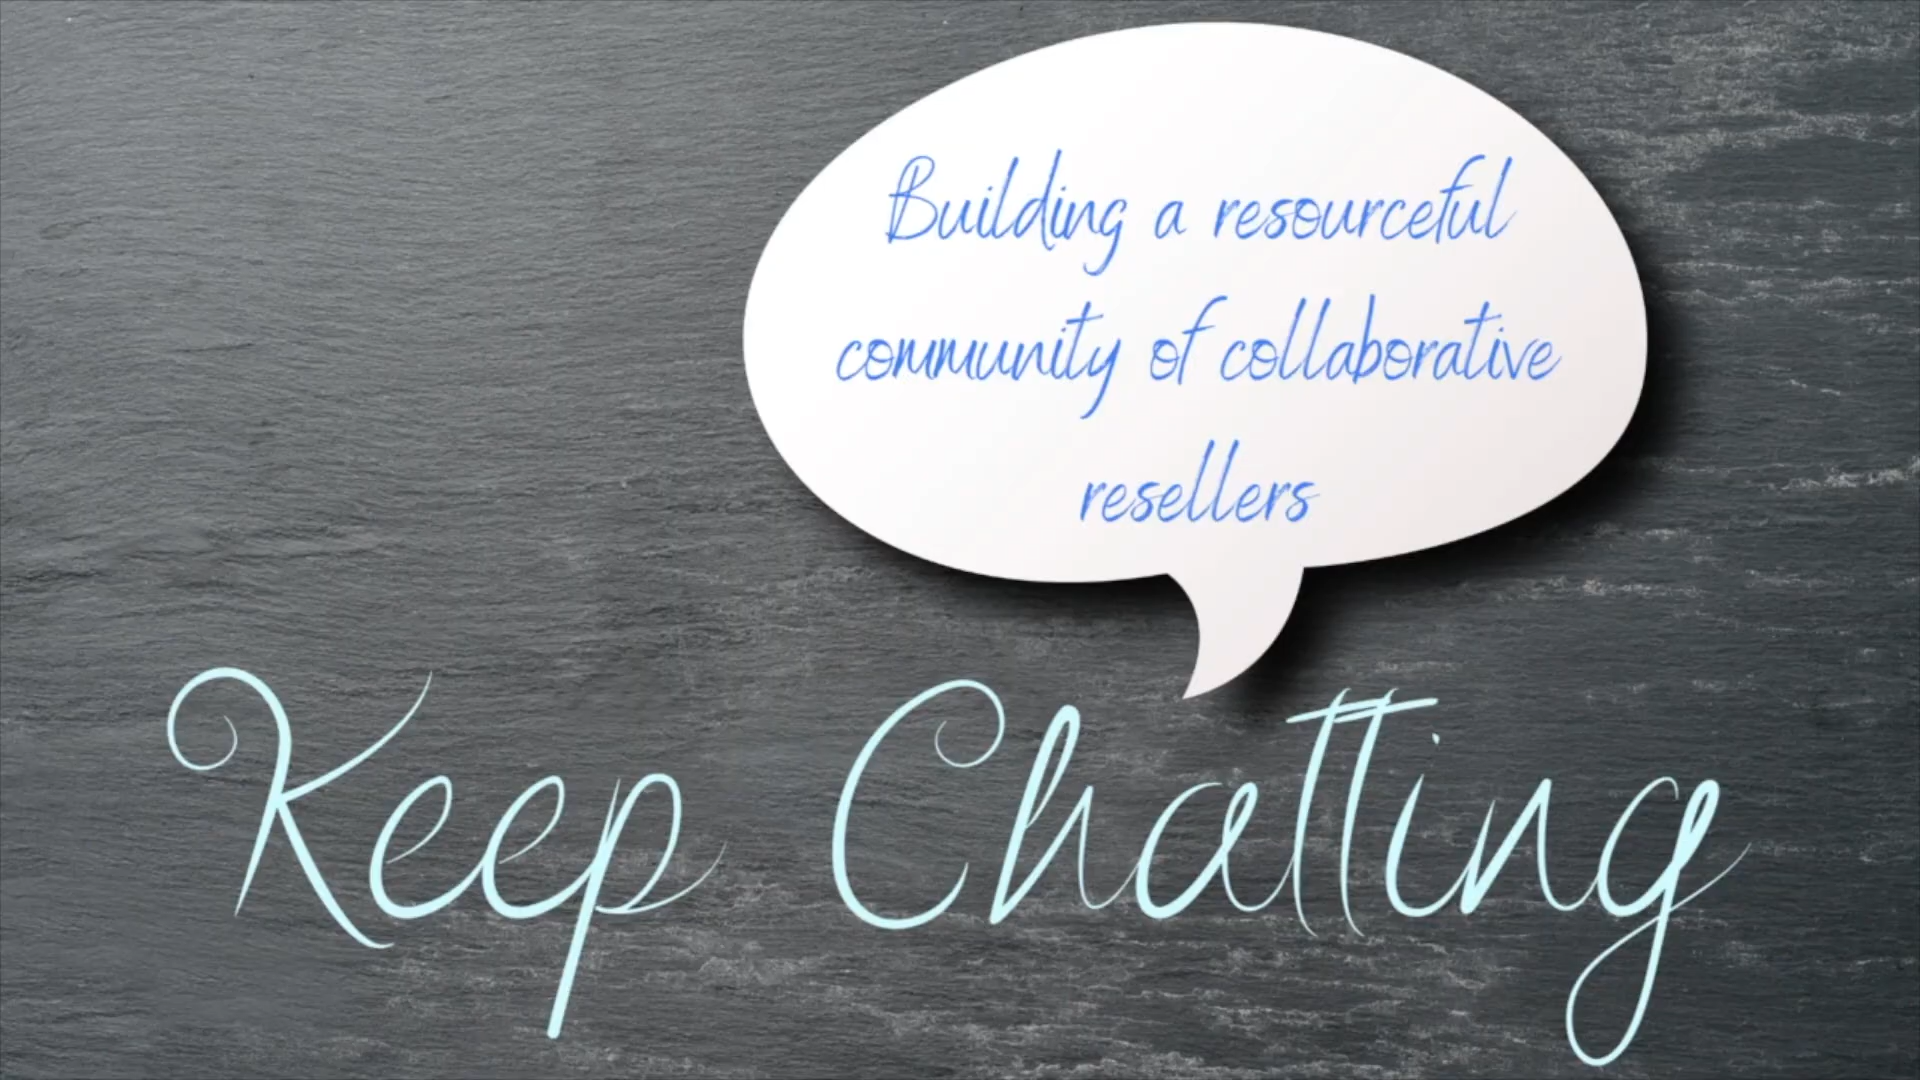 Building a resourceful
community of collaborative
resellers
Keep Chatting